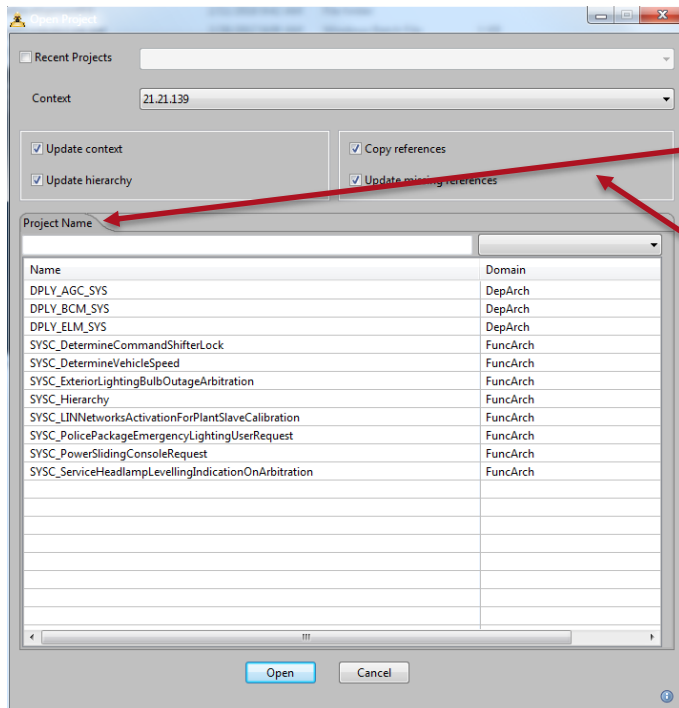 Open Project
Recent Projects
Context 21.21.139
Update context Copy references
Update hierarchy Update missing references
Project Name
Name Domain
DPLY_AGC_SYS DepArch
DPLY_BCM_SYS DepArch
DPLY_ELM_SYS DepArch
SYSC_DetermineCommandShifterLock FuncArch
SYSC_DetermineVehicleSpeed FuncArch
SYSC_ExteriorLightingBulbOutageArbitration FuncArch
SYSC_Hierarchy FuncArch
SYSC_LINNetworksActivationForPlantSlaveCalibration FuncArch
SYSC_PolicePackageEmergencyLightingUserRequest FuncArch
SYSC_PowerSlidingConsoleRequest FuncArch
SYSC_ServiceHeadlampLevellingIndicationOnArbitration FuncArch
Open Cancel